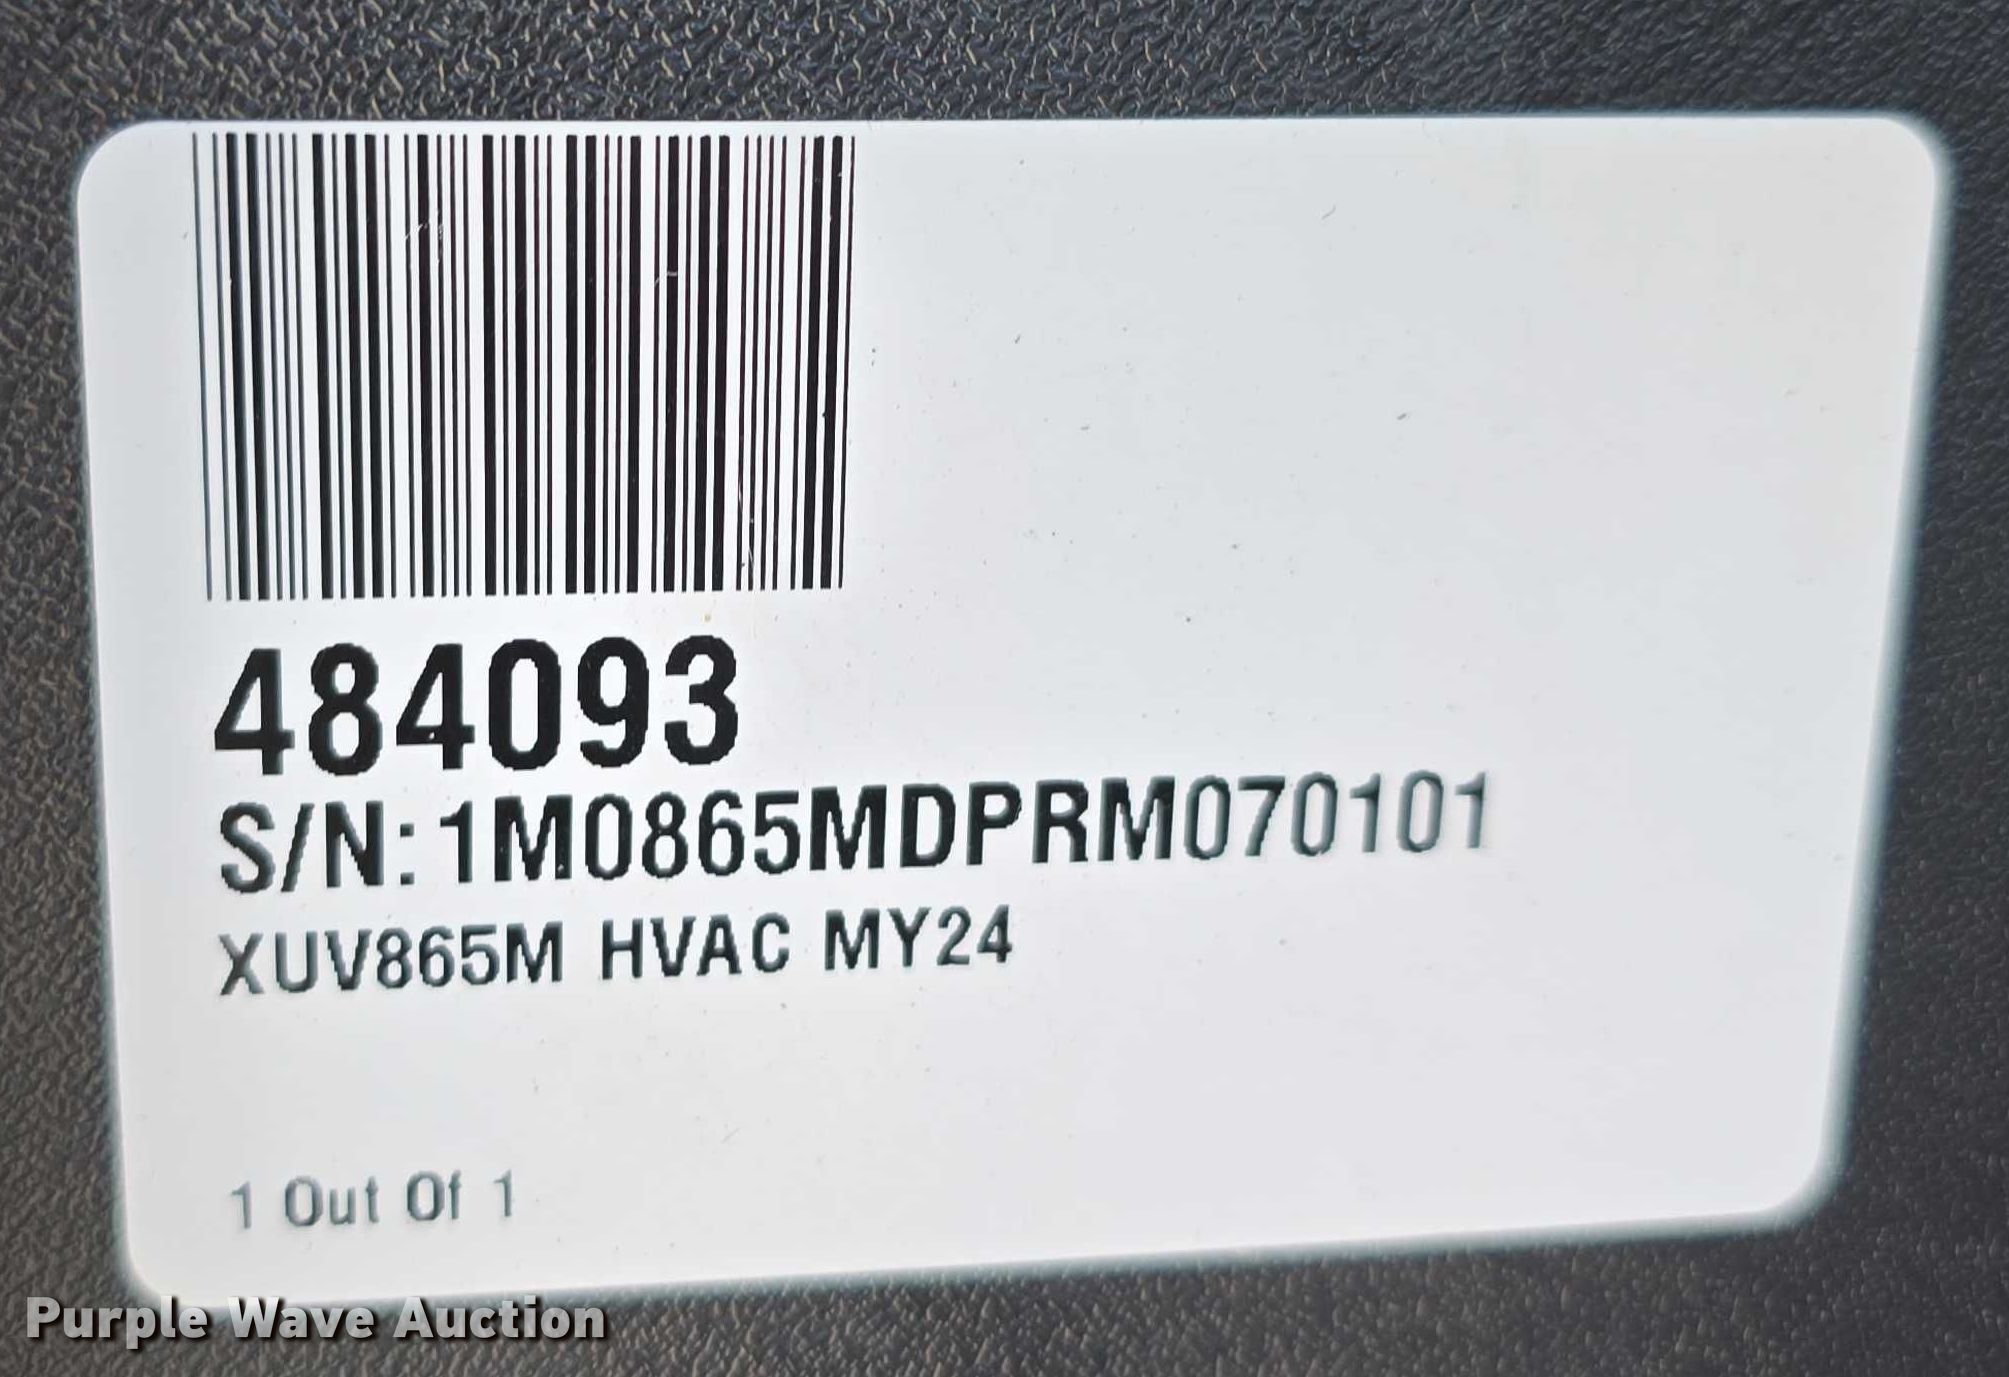 484093
S/N:1M0865MDPRM070101
XUV865M HVAC MY24
1 Out Of 1
Purple Wave Auction